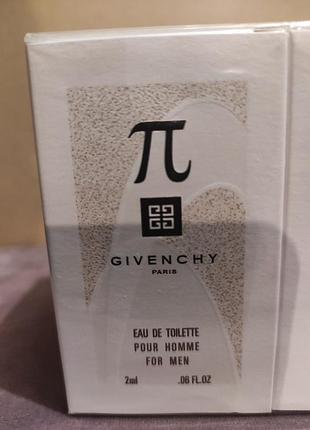 π
GIVENCHY
PARIS
EAU DE TOILETTE
POUR HOMME
FOR MEN
2ml .06 FL.OZ